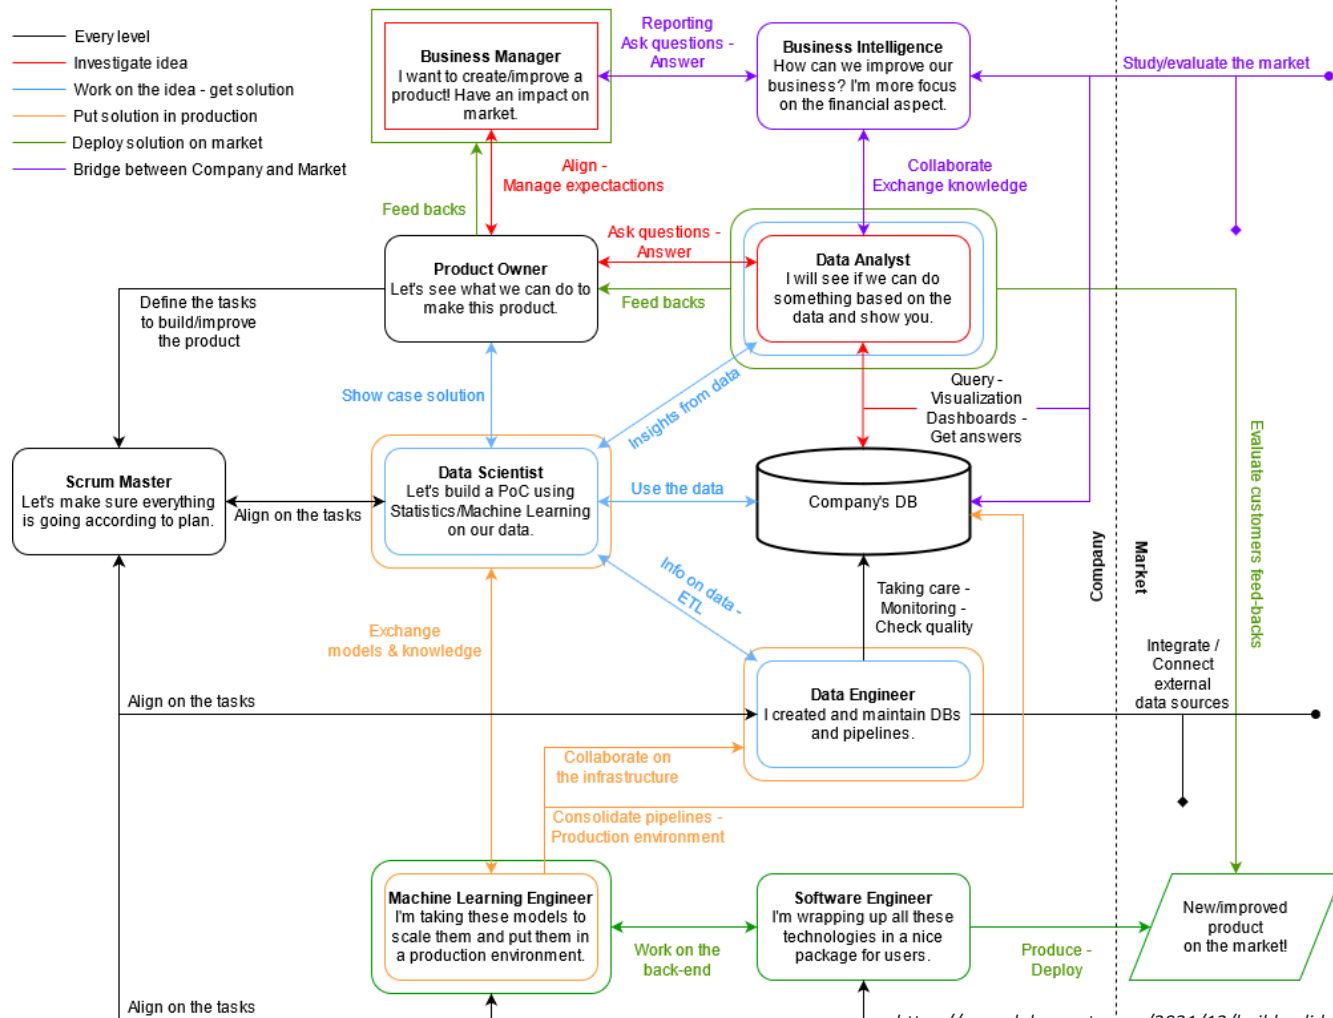 Every level
Investigate idea
Work on the idea - get solution
Put solution in production
Deploy solution on market
Bridge between Company and Market
Business Manager
I want to create/improve a
product! Have an impact on
market.
Reporting
Ask questions -
Answer
Business Intelligence
How can we improve our
business? I'm more focus
on the financial aspect.
Study/evaluate the market
Align -
Manage expectactions
Collaborate
Exchange knowledge
Feed backs
Product Owner
Let's see what we can do to
make this product.
Ask questions -
Answer
Feed backs
Data Analyst
I will see if we can do
something based on the
data and show you.
Define the tasks
to build/improve
the product
Show case solution
Insights from data
Query -
Visualization
Dashboards -
Get answers
Scrum Master
Let's make sure everything
is going according to plan.
Align on the tasks
Data Scientist
Let's build a PoC using
Statistics/Machine Learning
on our data.
Use the data
Company's DB
Evaluate customers feed-backs
Company
Market
Info on data -
ETL
Taking care -
Monitoring -
Check quality
Exchange
models & knowledge
Integrate /
Connect
external
data sources
Align on the tasks
Data Engineer
I created and maintain DBs
and pipelines.
Collaborate on
the infrastructure
Consolidate pipelines -
Production environment
Machine Learning Engineer
I'm taking these models to
scale them and put them in
a production environment.
Work on the
back-end
Software Engineer
I'm wrapping up all these
technologies in a nice
package for users.
Produce -
Deploy
New/improved
product
on the market!
Align on the tasks